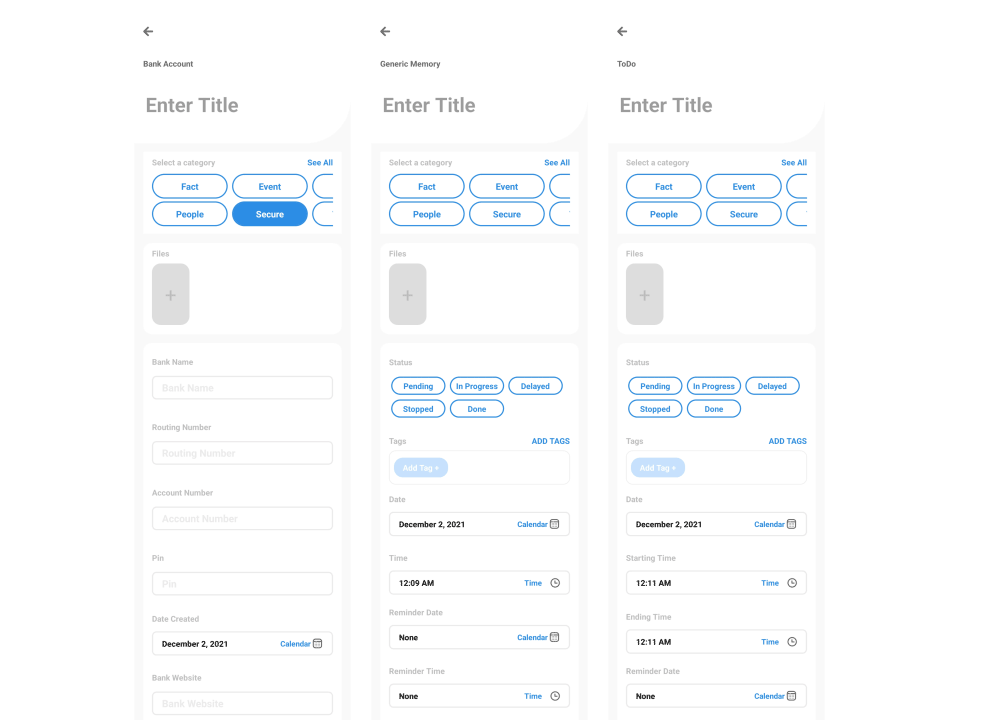 Bank Account
Enter Title
Select a category See All
Fact Event
People Secure
Files
+
Bank Name
Bank Name
Routing Number
Routing Number
Account Number
Account Number
Pin
Pin
Date Created
December 2, 2021 Calendar
Bank Website
Bank Website
Generic Memory
Enter Title
Select a category See All
Fact Event
People Secure
Files
+
Status
Pending In Progress Delayed
Stopped Done
Tags ADD TAGS
Add Tag +
Date
December 2, 2021 Calendar
Time
12:09 AM Time
Reminder Date
None Calendar
Reminder Time
None Time
ToDo
Enter Title
Select a category See All
Fact Event
People Secure
Files
+
Status
Pending In Progress Delayed
Stopped Done
Tags ADD TAGS
Add Tag +
Date
December 2, 2021 Calendar
Starting Time
12:11 AM Time
Ending Time
12:11 AM Time
Reminder Date
None Calendar